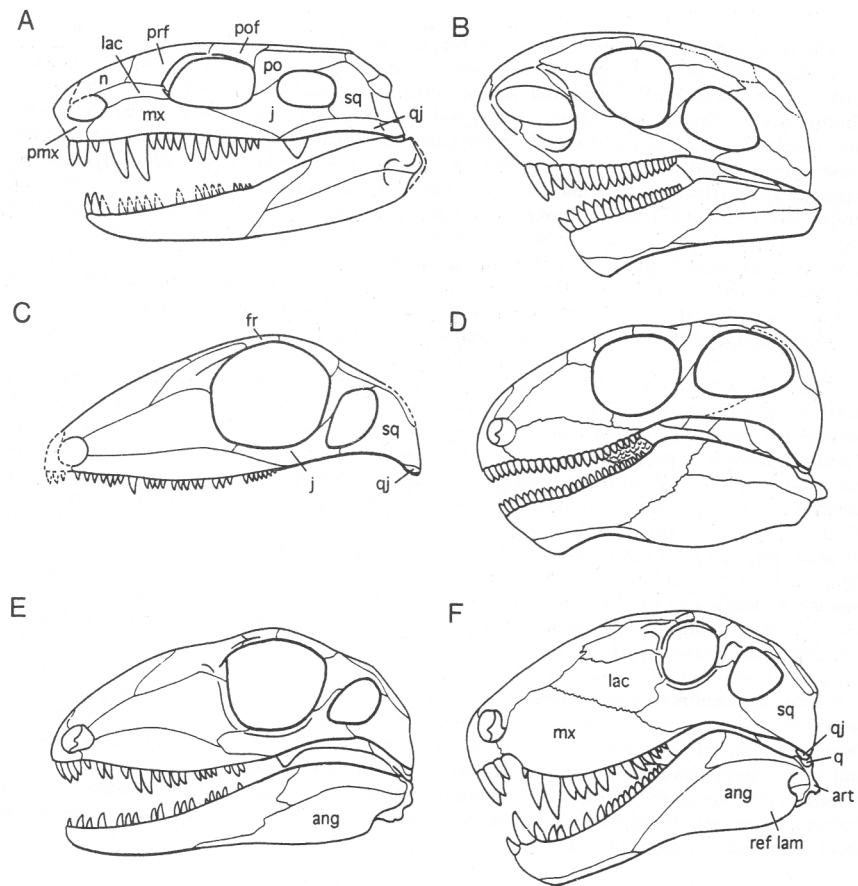 A
prf
pof
lac
po
n
mx
j
sq
qj
pmx
B
C
fr
sq
j
qj
D
E
ang
F
lac
sq
mx
qj
q
ang
art
ref lam